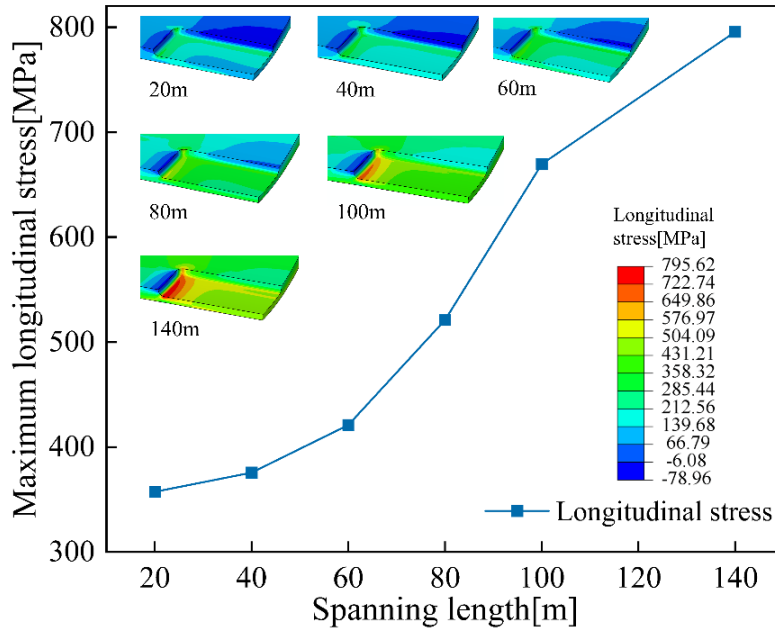 Maximum longitudinal stress[MPa]
800
700
600
500
400
300
20m
40m
60m
80m
100m
140m
Longitudinal
stress[MPa]
795.62
722.74
649.86
576.97
504.09
431.21
358.32
285.44
212.56
139.68
66.79
-6.08
-78.96
Longitudinal stress
20 40 60 80 100 120 140
Spanning length[m]